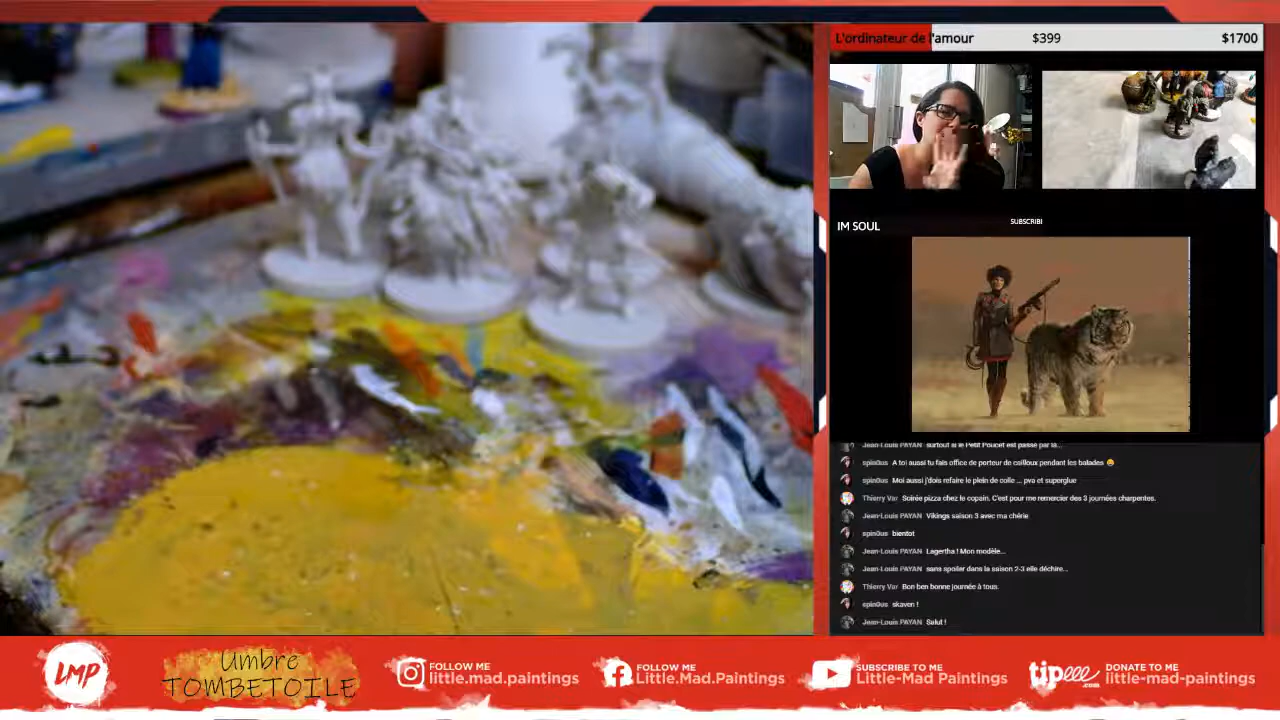 L'ordinateur de l'amour $399 $1700
SUBSCRIBI
IM SOUL
Jean-Louis PAYAN surtout si le Petit Poucet est passé par là...
spin0us A toi aussi tu fais office de porteur de cailloux pendant les balades 😂
spin0us Moi aussi j'dois refaire le plein de colle ... pva et superglue
Thierry Var Soirée pizza chez le copain. C'est pour me remercier des 3 journées charpentes.
Jean-Louis PAYAN Vikings saison 3 avec ma chérie
spin0us bientot
Jean-Louis PAYAN Lagertha ! Mon modèle...
Jean-Louis PAYAN sans spoiler dans la saison 2-3 elle déchire...
Thierry Var Bon ben bonne journée à tous.
spin0us skaven !
Jean-Louis PAYAN Salut !
LMP
Umbre
TOMBETOILE
FOLLOW ME
little.mad.paintings
FOLLOW ME
Little.Mad.Paintings
SUBSCRIBE TO ME
Little-Mad Paintings
tipeee.com
DONATE TO ME
little-mad-paintings